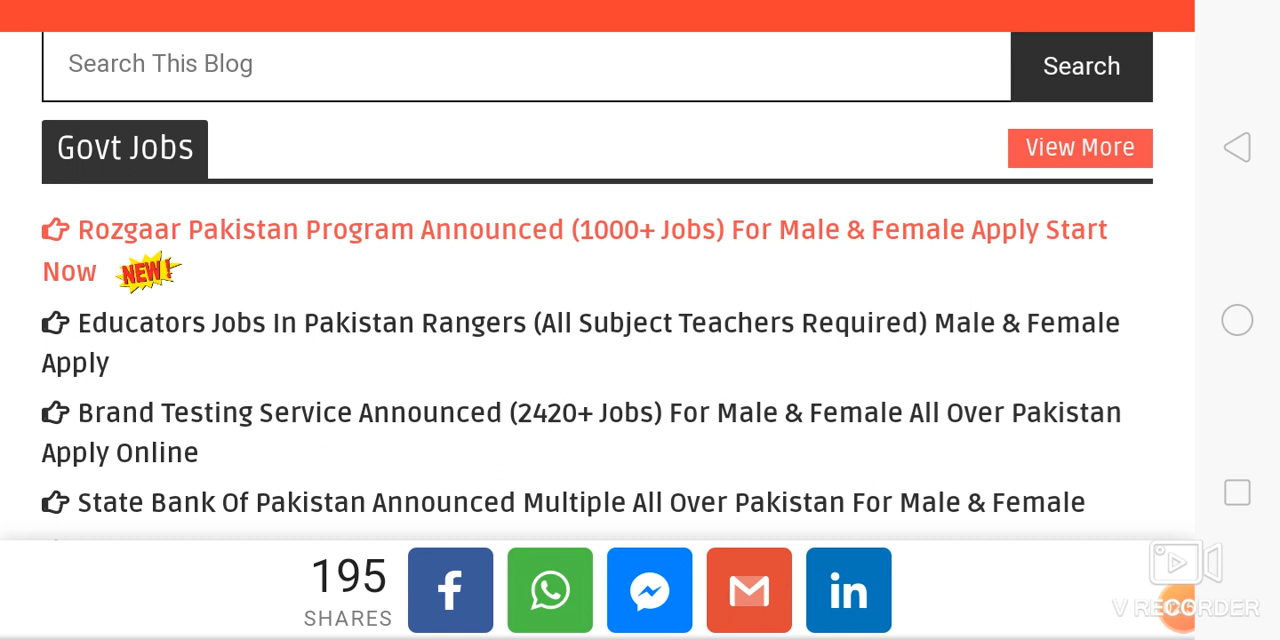 Search This Blog
Search
Govt Jobs
View More
Rozgaar Pakistan Program Announced (1000+ Jobs) For Male & Female Apply Start
Now NEW!
Educators Jobs In Pakistan Rangers (All Subject Teachers Required) Male & Female
Apply
Brand Testing Service Announced (2420+ Jobs) For Male & Female All Over Pakistan
Apply Online
State Bank Of Pakistan Announced Multiple All Over Pakistan For Male & Female
195
SHARES
V RECORDER